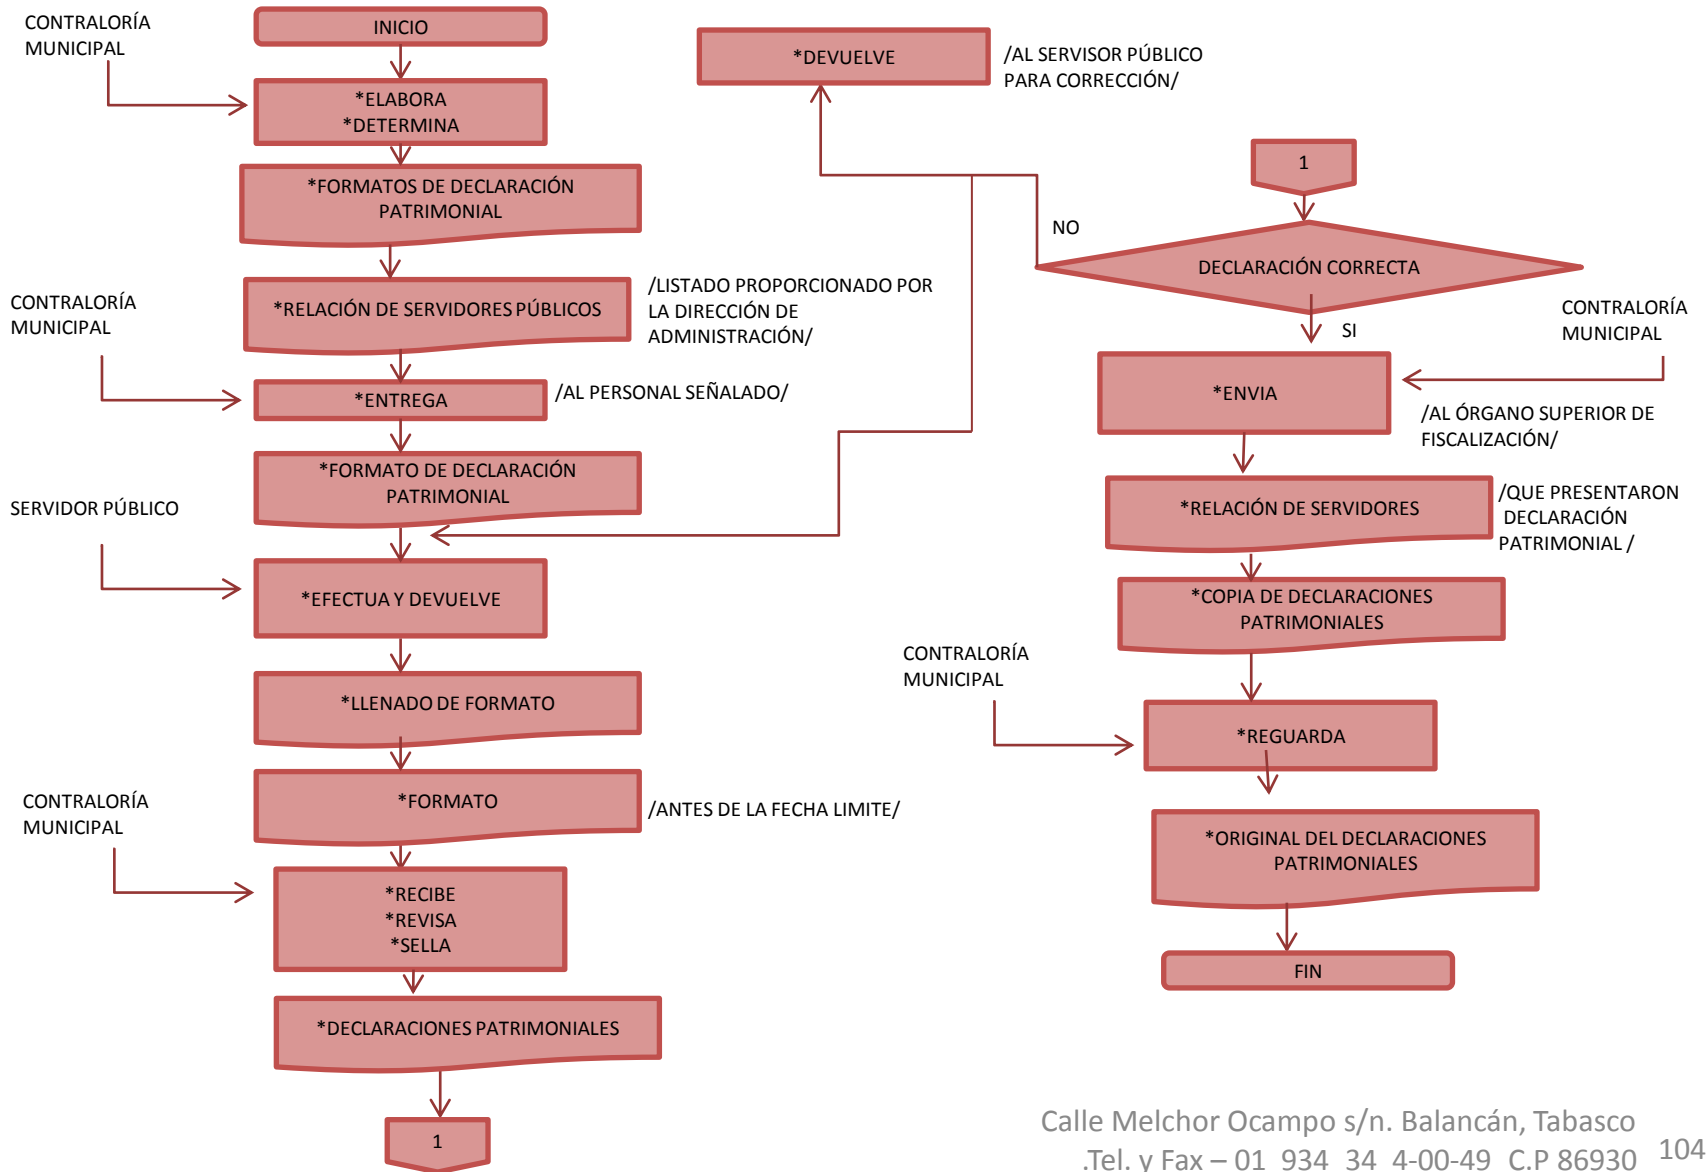 CONTRALORÍA
MUNICIPAL
INICIO
*ELABORA
*DETERMINA
*FORMATOS DE DECLARACIÓN
PATRIMONIAL
*RELACIÓN DE SERVIDORES PÚBLICOS
/LISTADO PROPORCIONADO POR
LA DIRECCIÓN DE
ADMINISTRACIÓN/
CONTRALORÍA
MUNICIPAL
*ENTREGA
/AL PERSONAL SEÑALADO/
*FORMATO DE DECLARACIÓN
PATRIMONIAL
SERVIDOR PÚBLICO
*EFECTUA Y DEVUELVE
*LLENADO DE FORMATO
*FORMATO
/ANTES DE LA FECHA LIMITE/
CONTRALORÍA
MUNICIPAL
*RECIBE
*REVISA
*SELLA
*DECLARACIONES PATRIMONIALES
1
*DEVUELVE
/AL SERVISOR PÚBLICO
PARA CORRECCIÓN/
1
NO
DECLARACIÓN CORRECTA
SI
CONTRALORÍA
MUNICIPAL
*ENVIA
/AL ÓRGANO SUPERIOR DE
FISCALIZACIÓN/
*RELACIÓN DE SERVIDORES
/QUE PRESENTARON
DECLARACIÓN
PATRIMONIAL /
*COPIA DE DECLARACIONES
PATRIMONIALES
CONTRALORÍA
MUNICIPAL
*REGUARDA
*ORIGINAL DEL DECLARACIONES
PATRIMONIALES
FIN
Calle Melchor Ocampo s/n. Balancán, Tabasco
.Tel. y Fax – 01 934 34 4-00-49 C.P 86930
104